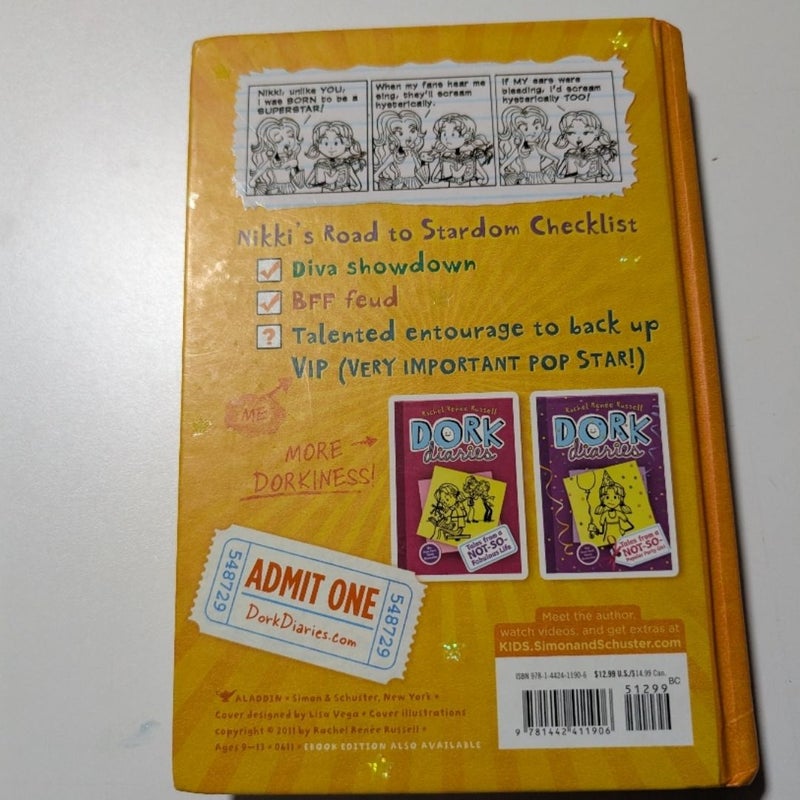 Nikki, unlike YOU,
I was BORN to be a
SUPERSTAR!
When my fans hear me
sing, they'll scream
hysterically.
If MY ears were
bleeding, I'd scream
hysterically TOO!
Nikki's Road to Stardom Checklist
Diva showdown
BFF feud
? Talented entourage to back up
VIP (VERY IMPORTANT POP STAR!)
ME
MORE
DORKINESS!
Rachel Renée Russell
DORK
diaries
Tales from a
NOT-SO-
Fabulous Life
Rachel Renée Russell
DORK
diaries
Tales from a
NOT-SO-
Popular Party Girl
548729
ADMIT ONE
DorkDiaries.com
548729
Meet the author,
watch videos, and get extras at
KIDS.SimonandSchuster.com
ISBN 978-1-4424-1190-6 $12.99 U.S./$14.99 Can.
51299 BC
9 781442 411906
ALADDIN • Simon & Schuster, New York •
Cover designed by Lisa Vega • Cover illustrations
copyright © 2011 by Rachel Renée Russell •
Ages 9–13 • 0611 • EBOOK EDITION ALSO AVAILABLE